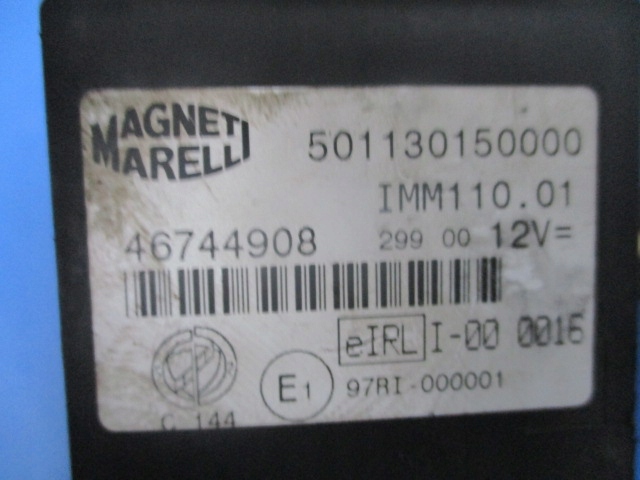 MAGNETI
MARELLI
501130150000
IMM110.01
46744908
299 00 12V=
eIRL I-00 0016
E1 97RI-000001
C 144